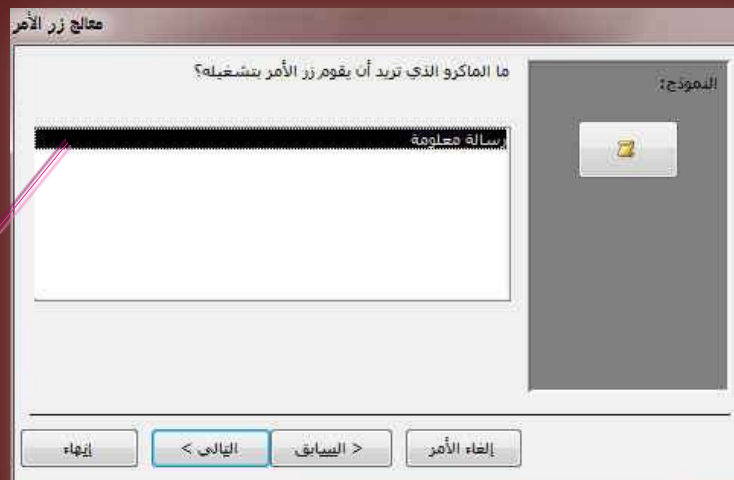 معالج زر الأمر
النموذج:
ما الماكرو الذي تريد أن يقوم زر الأمر بتشغيله؟
رسالة معلومة
إلغاء الأمر
< السابق
التالي >
إنهاء